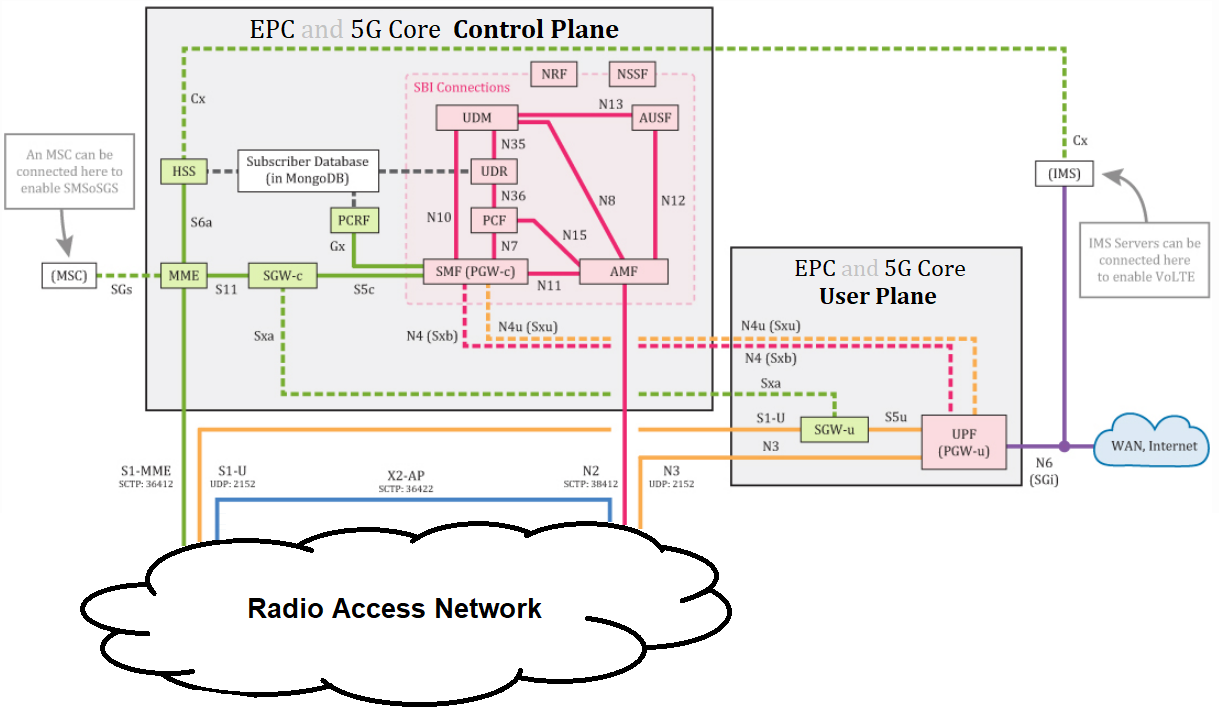 EPC and 5G Core Control Plane
NRF
NSSF
SBI Connections
N13
Cx
UDM
AUSF
An MSC can be
connected here to
enable SMSoSGS
N35
Cx
HSS
Subscriber Database
(in MongoDB)
UDR
(IMS)
N36
N8
N12
S6a
PCRF
N10
PCF
N15
Gx
N7
IMS Servers can be
connected here
to enable VoLTE
(MSC)
SGs
MME
S11
SGW-c
S5c
SMF (PGW-c)
N11
AMF
EPC and 5G Core
User Plane
Sxa
N4 (Sxb)
N4u (Sxu)
N4u (Sxu)
N4 (Sxb)
Sxa
S1-U
SGW-u
S5u
UPF
(PGW-u)
N3
WAN, Internet
N6
(SGi)
S1-MME
SCTP: 36412
S1-U
UDP: 2152
X2-AP
SCTP: 36422
N2
SCTP: 38412
N3
UDP: 2152
Radio Access Network